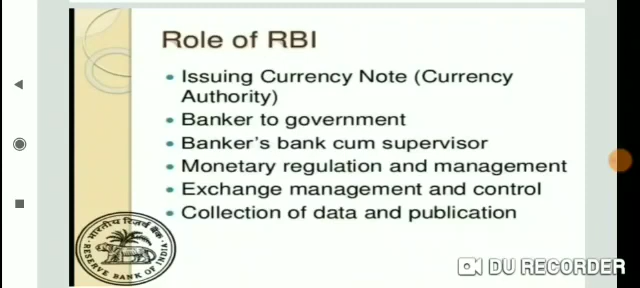 Role of RBI
• Issuing Currency Note (Currency
Authority)
• Banker to government
• Banker's bank cum supervisor
• Monetary regulation and management
• Exchange management and control
• Collection of data and publication
भारतीय रिज़र्व बैंक
RESERVE BANK OF INDIA
DU RECORDER